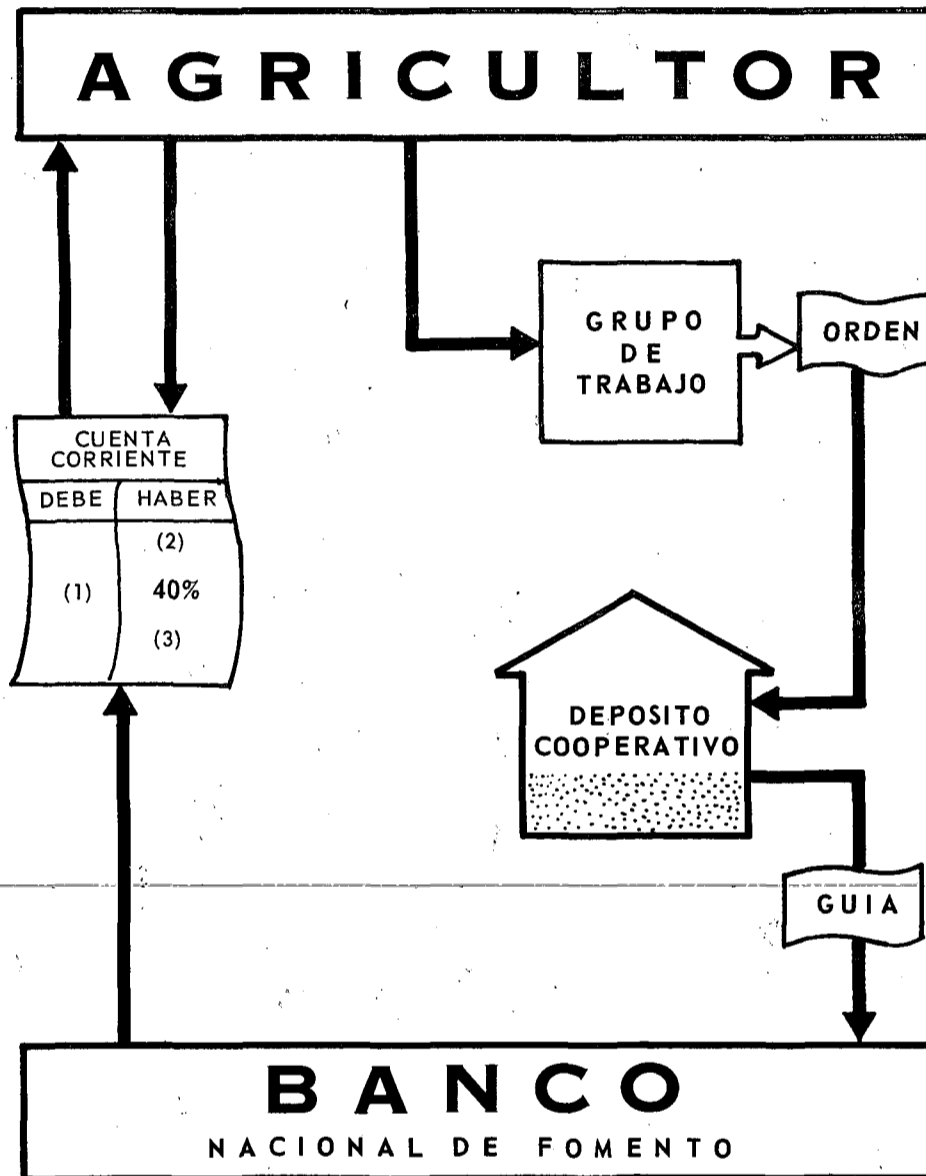 AGRICULTOR
GRUPO
DE
TRABAJO
ORDEN
CUENTA
CORRIENTE
DEBE HABER
(2)
(1) 40%
(3)
DEPOSITO
COOPERATIVO
GUIA
BANCO
NACIONAL DE FOMENTO